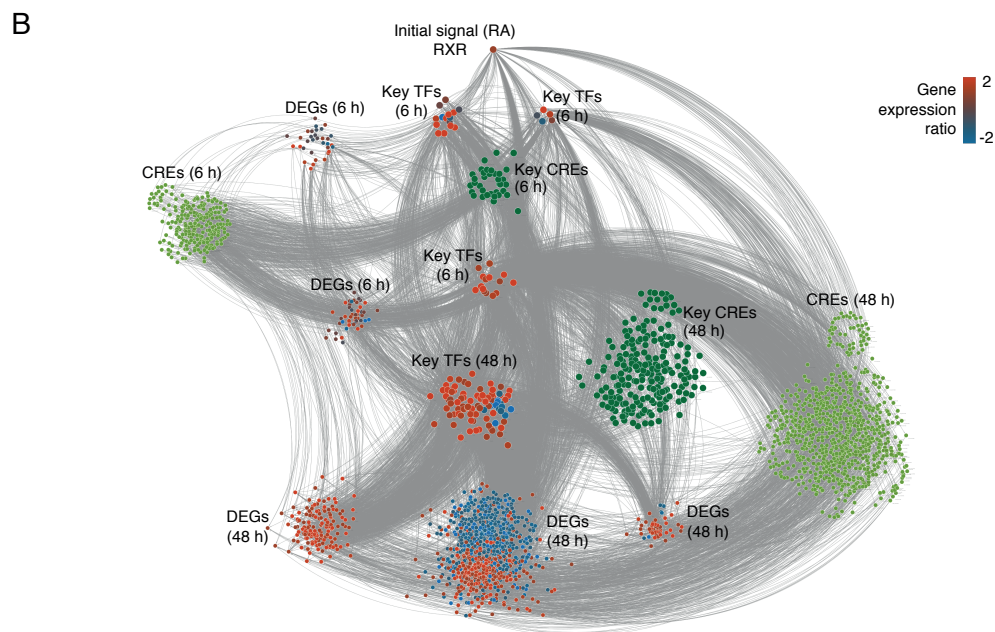 B
Initial signal (RA)
RXR
Key TFs
(6 h)
Key TFs
(6 h)
DEGs (6 h)
Gene
expression
ratio
2
-2
CREs (6 h)
Key CREs
(6 h)
Key TFs
(6 h)
DEGs (6 h)
CREs (48 h)
Key CREs
(48 h)
Key TFs (48 h)
DEGs
(48 h)
DEGs
(48 h)
DEGs
(48 h)